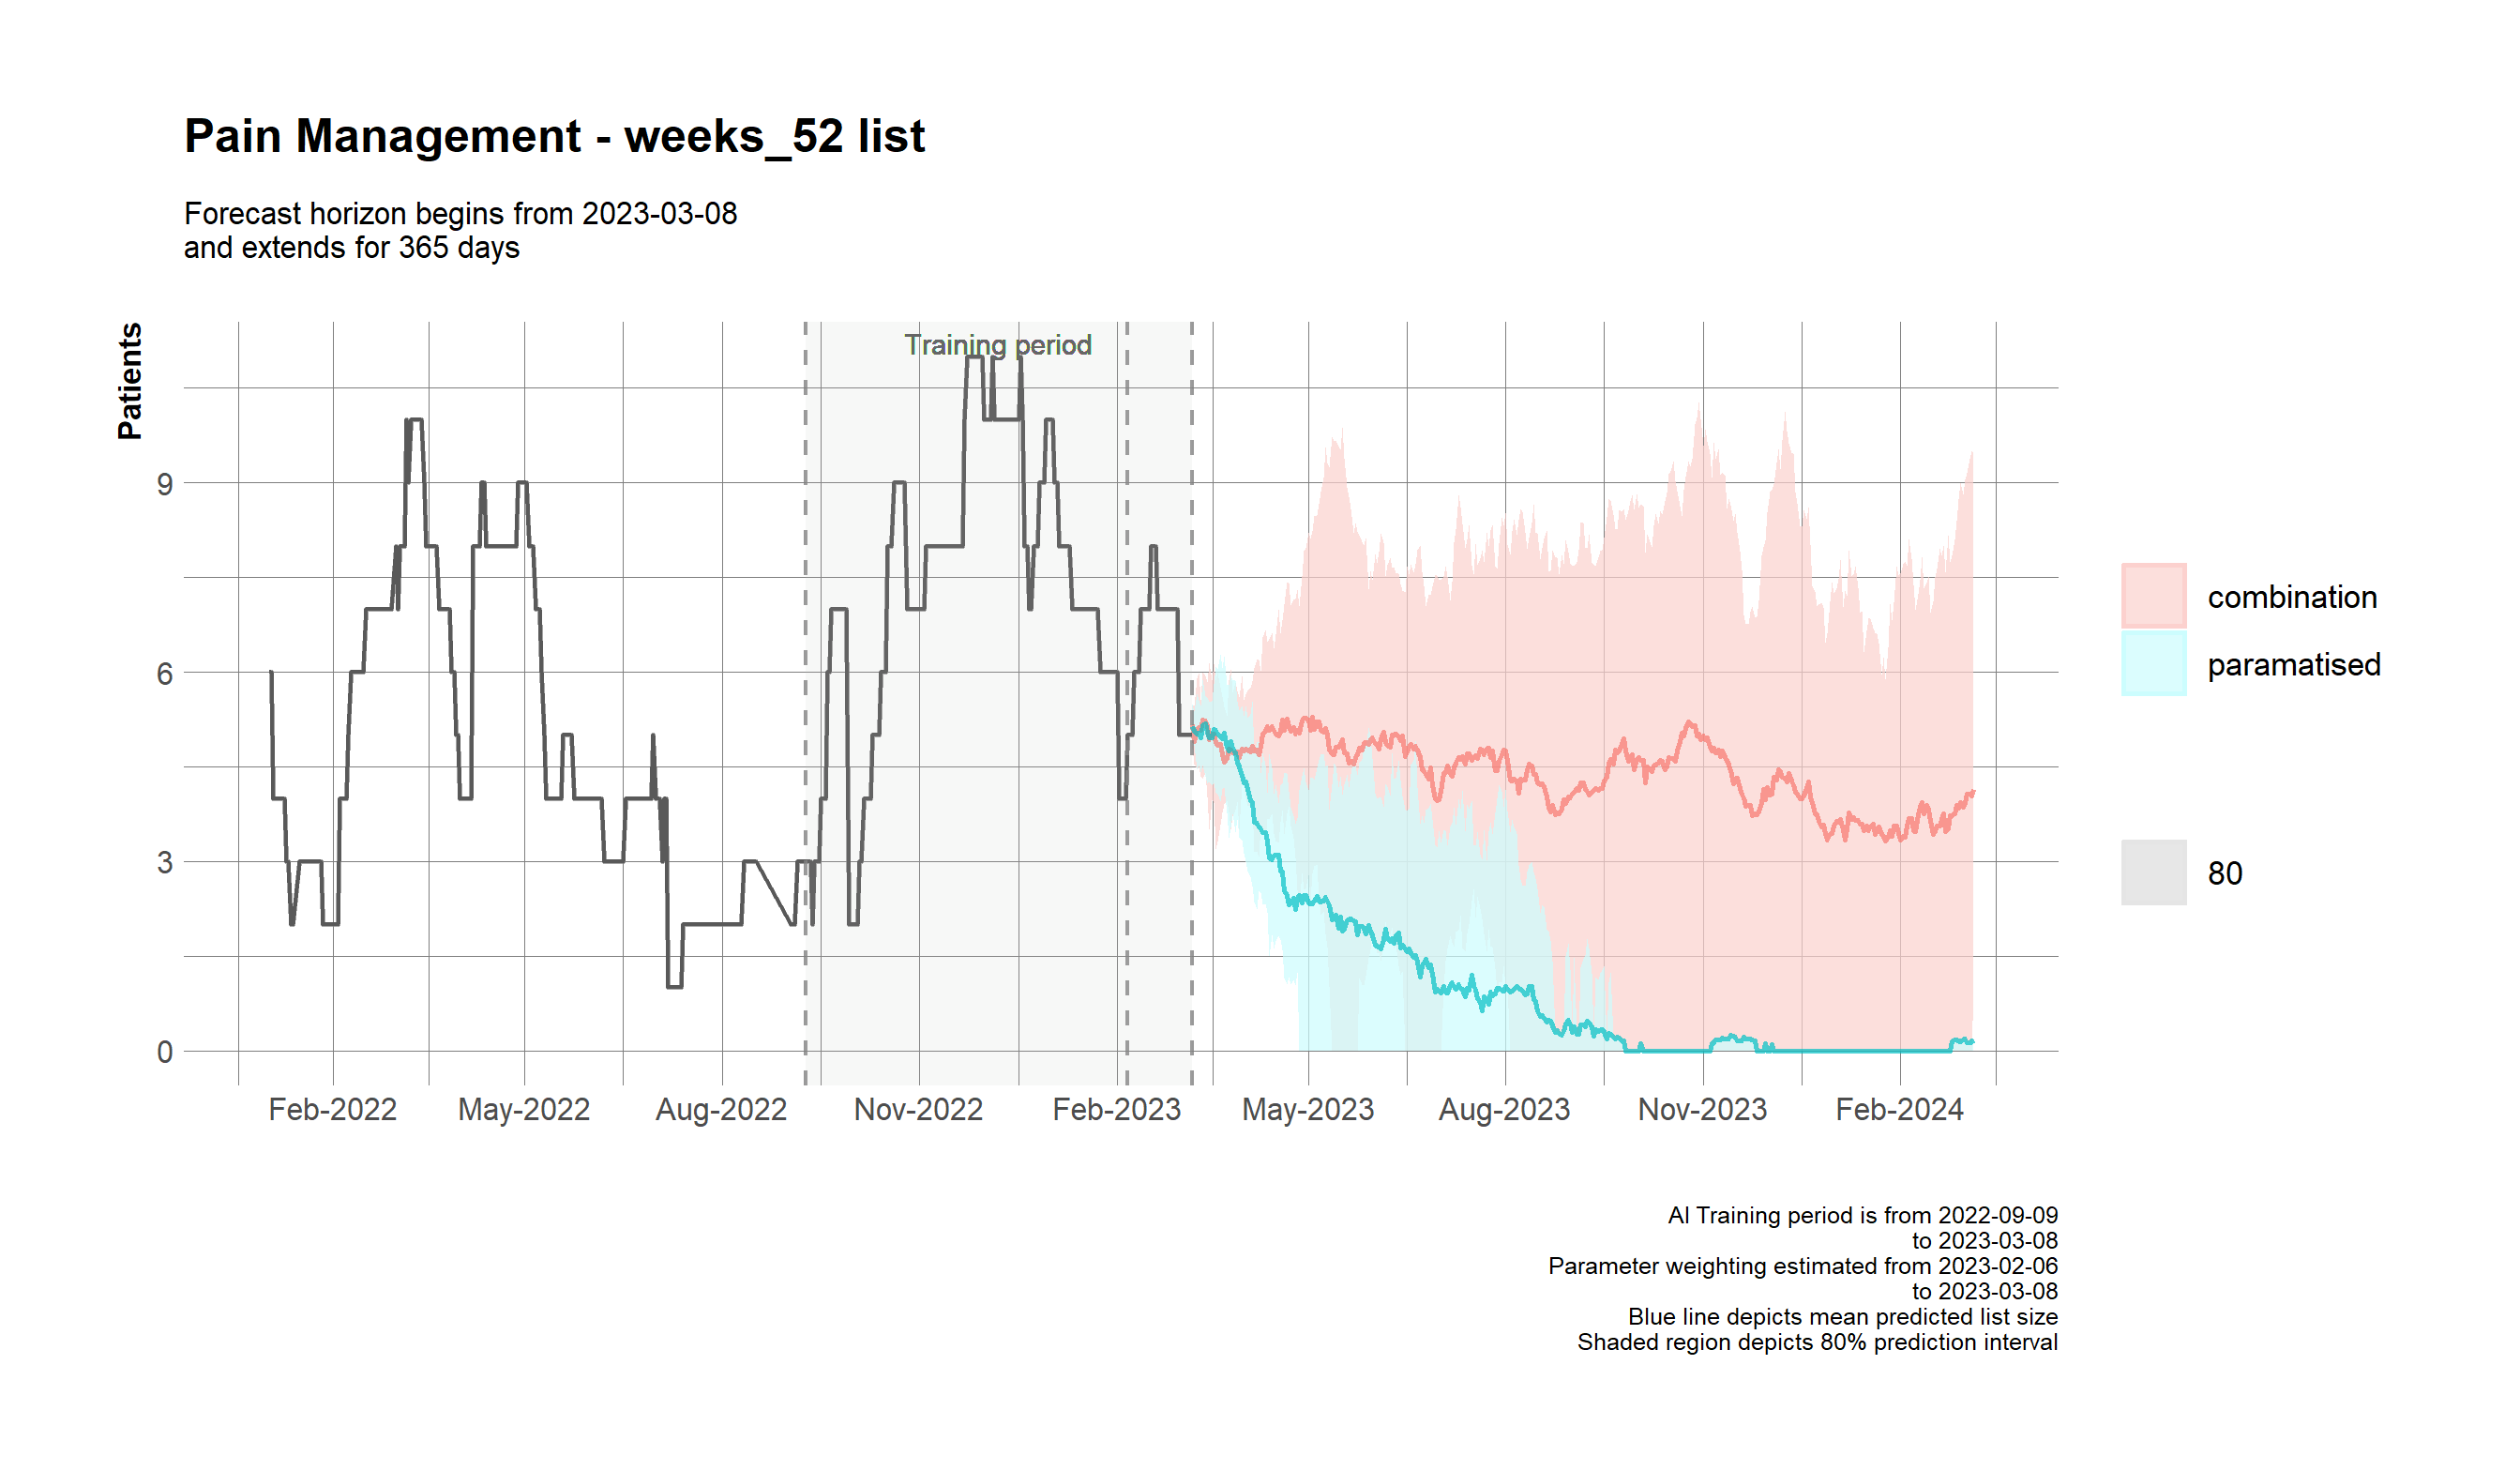 Pain Management - weeks_52 list
Forecast horizon begins from 2023-03-08
and extends for 365 days
Patients
Training period
9
6
3
0
Feb-2022
May-2022
Aug-2022
Nov-2022
Feb-2023
May-2023
Aug-2023
Nov-2023
Feb-2024
combination
paramatised
80
AI Training period is from 2022-09-09
to 2023-03-08
Parameter weighting estimated from 2023-02-06
to 2023-03-08
Blue line depicts mean predicted list size
Shaded region depicts 80% prediction interval